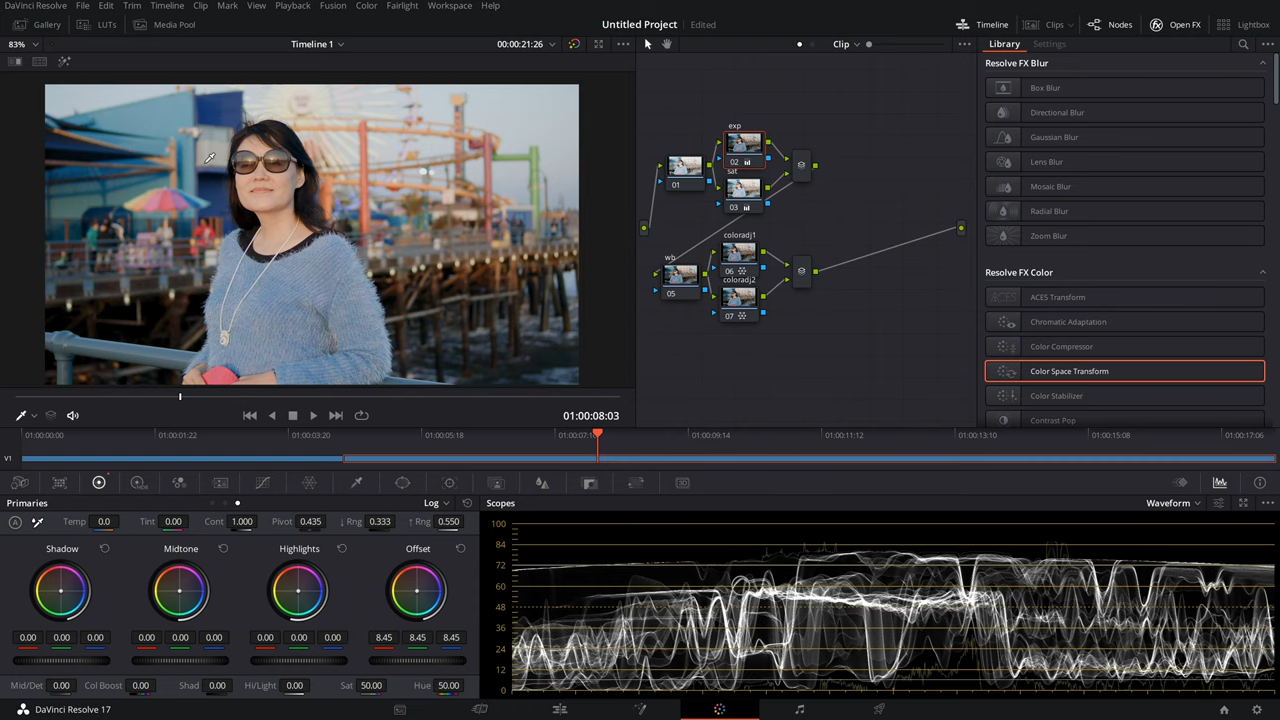 DaVinci Resolve File Edit Trim Timeline Clip Mark View Playback Fusion Color Fairlight Workspace Help
Gallery LUTs Media Pool Untitled Project Edited Timeline Clips Nodes Open FX Lightbox
83% Timeline 1 00:00:21:26 Clip Library Settings
Resolve FX Blur
Box Blur
Directional Blur
Gaussian Blur
Lens Blur
Mosaic Blur
Radial Blur
Zoom Blur
Resolve FX Color
ACES Transform
Chromatic Adaptation
Color Compressor
Color Space Transform
Color Stabilizer
Contrast Pop
exp
02
01
sat
03
coloradj1
06
wb
05
coloradj2
07
01:00:08:03
01:00:00:00 01:00:01:22 01:00:03:20 01:00:05:18 01:00:07:1 01:00:09:14 01:00:11:12 01:00:13:10 01:00:15:08 01:00:17:06
V1
Primaries Log Scopes Waveform
A Temp 0.0 Tint 0.00 Cont 1.000 Pivot 0.435 ↓ Rng 0.333 ↑ Rng 0.550
Shadow Midtone Highlights Offset
0.00 0.00 0.00 0.00 0.00 0.00 0.00 0.00 0.00 8.45 8.45 8.45
Mid/Det 0.00 Col Boost 0.00 Shad 0.00 Hi/Light 0.00 Sat 50.00 Hue 50.00
100
84
72
60
48
36
24
12
0
DaVinci Resolve 17